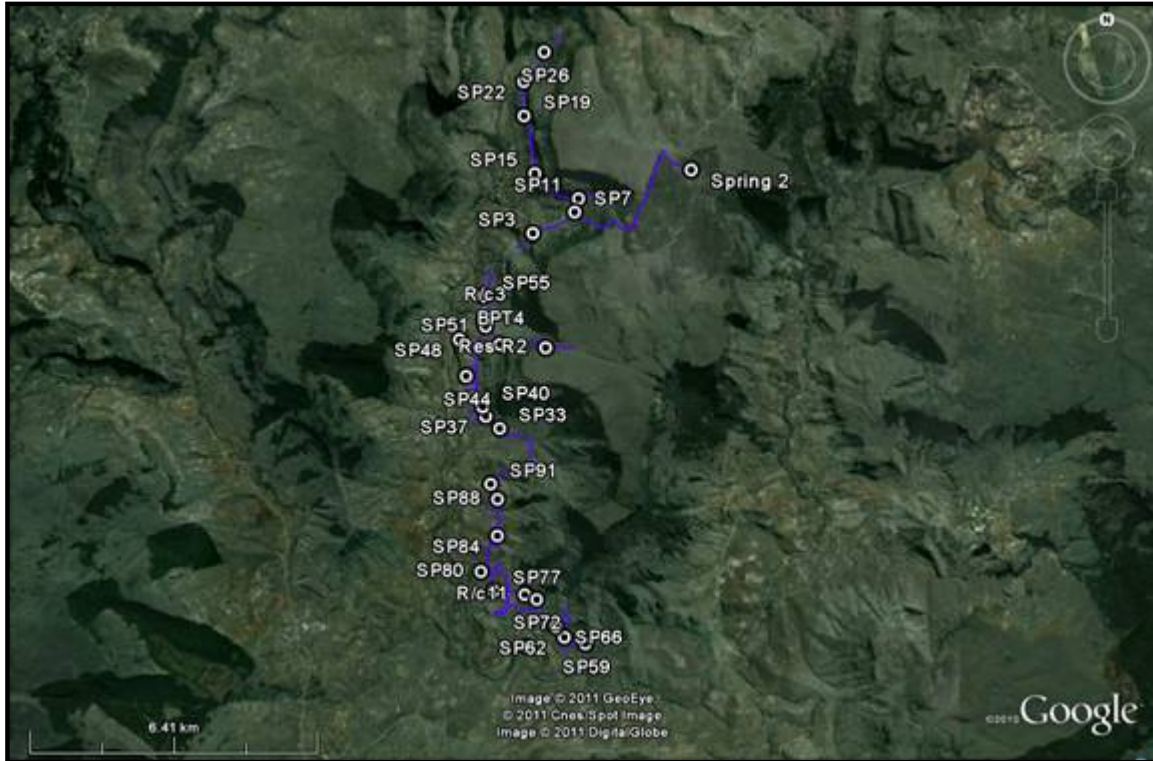 N
SP26
SP22
SP19
SP15
SP11
Spring 2
SP7
SP3
SP55
R/c3
BPT4
SP51
SP48
Res
R2
SP40
SP44
SP33
SP37
SP91
SP88
SP84
SP80
SP77
R/c11
SP72
SP66
SP62
SP59
Image © 2011 GeoEye
© 2011 Cnes/Spot Image
Image © 2011 DigitalGlobe
©2010 Google
6.41 km